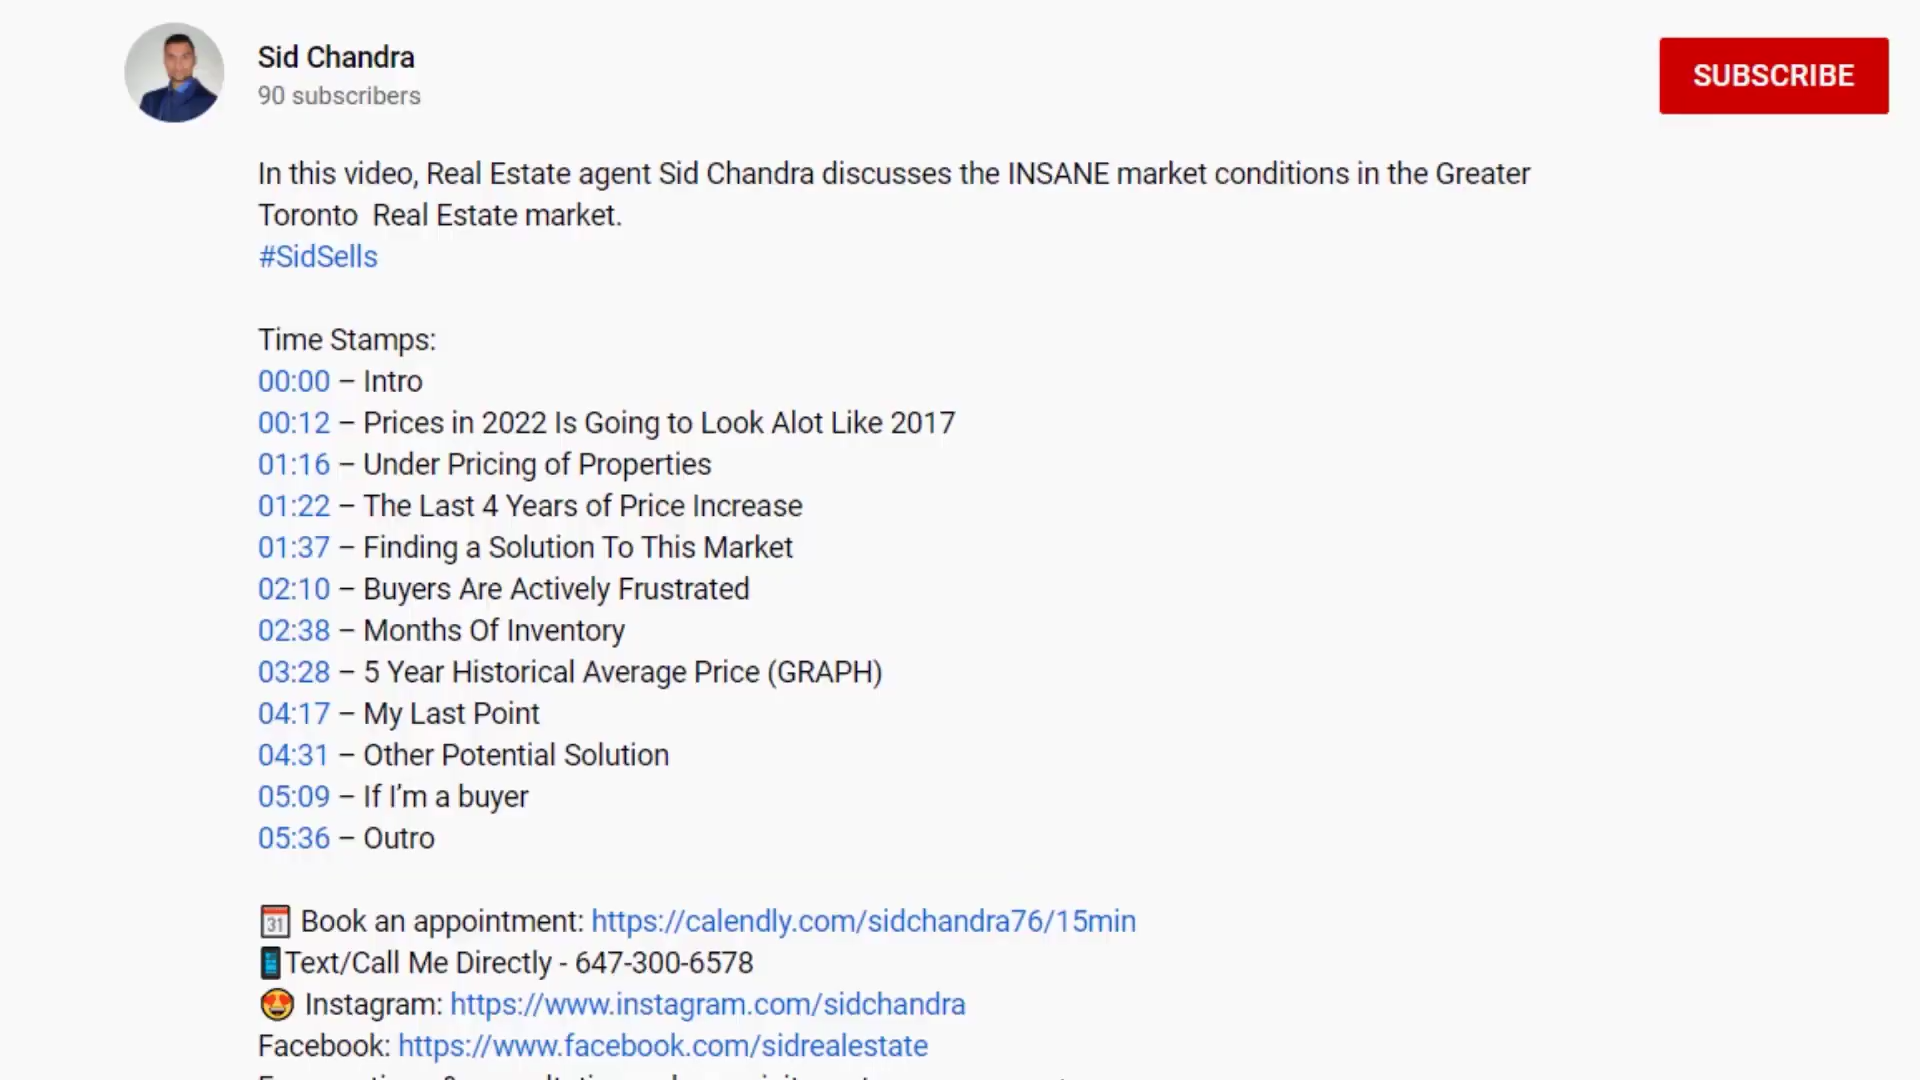 Sid Chandra
90 subscribers
SUBSCRIBE
In this video, Real Estate agent Sid Chandra discusses the INSANE market conditions in the Greater
Toronto  Real Estate market.
#SidSells
Time Stamps:
00:00 – Intro
00:12 – Prices in 2022 Is Going to Look Alot Like 2017
01:16 – Under Pricing of Properties
01:22 – The Last 4 Years of Price Increase
01:37 – Finding a Solution To This Market
02:10 – Buyers Are Actively Frustrated
02:38 – Months Of Inventory
03:28 – 5 Year Historical Average Price (GRAPH)
04:17 – My Last Point
04:31 – Other Potential Solution
05:09 – If I’m a buyer
05:36 – Outro
31 Book an appointment: https://calendly.com/sidchandra76/15min
Text/Call Me Directly - 647-300-6578
Instagram: https://www.instagram.com/sidchandra
Facebook: https://www.facebook.com/sidrealestate